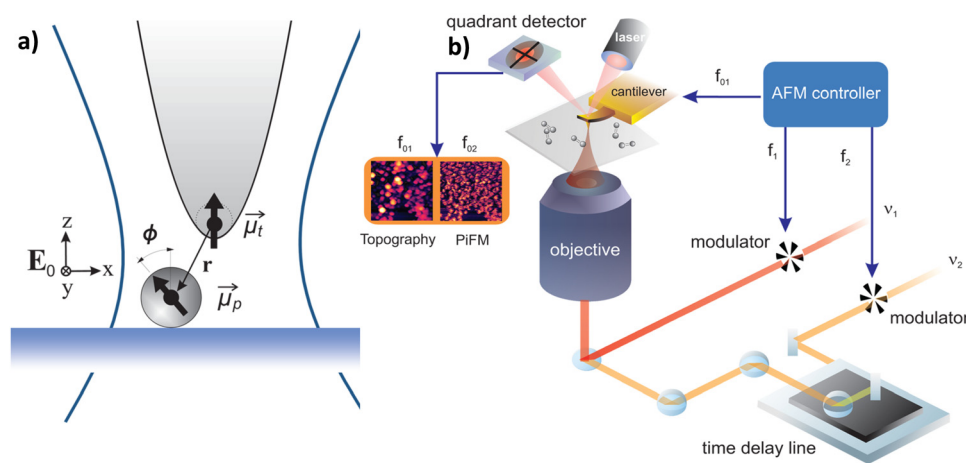 a)
z
E₀
x
y
ϕ
r
μₜ
μₚ
b)
quadrant detector
laser
cantilever
f₀₁
AFM controller
f₀₁
f₀₂
f₁
f₂
ν₁
ν₂
Topography
PiFM
objective
modulator
modulator
time delay line